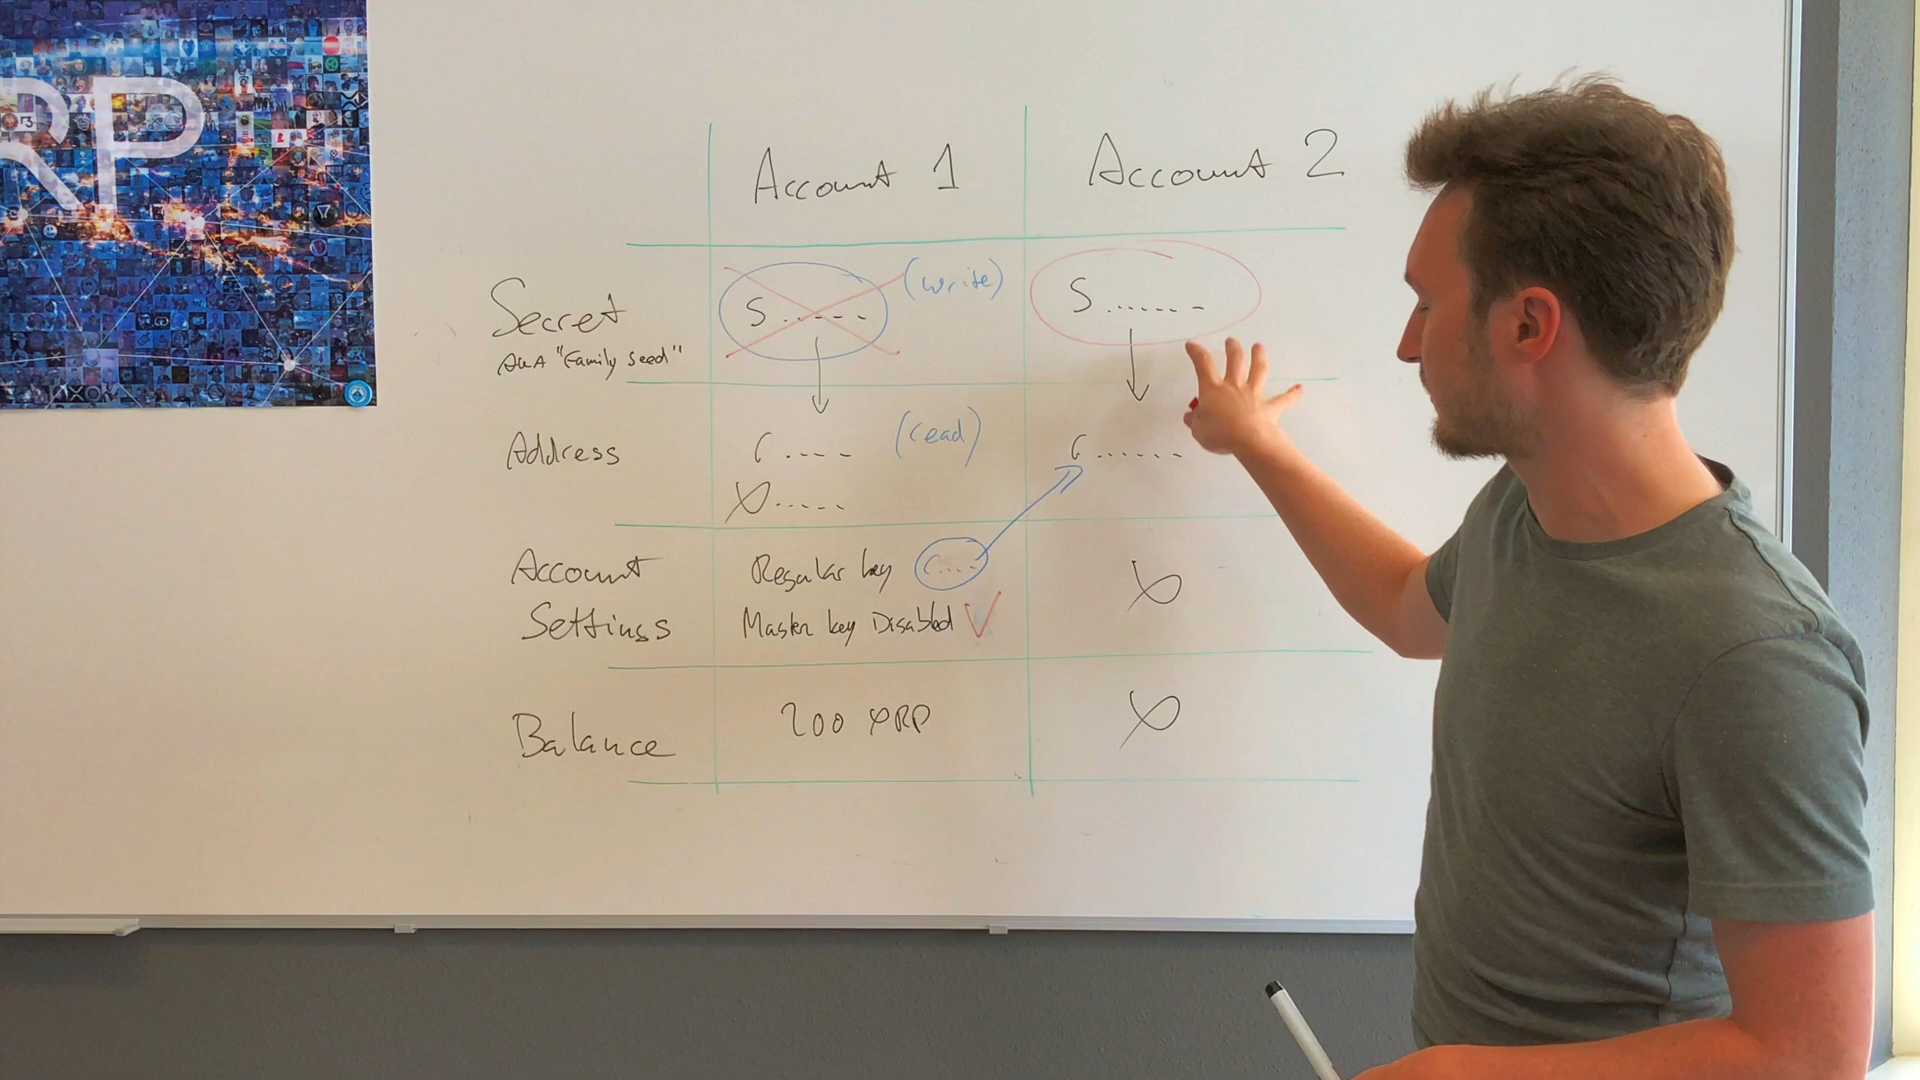 RP
Account 1
Account 2
Secret
AKA "Family Seed"
S......
(write)
S......
Address
r....
(read)
r......
X.....
Account
Settings
Regular key
r....
Master key Disabled
Balance
200 XRP